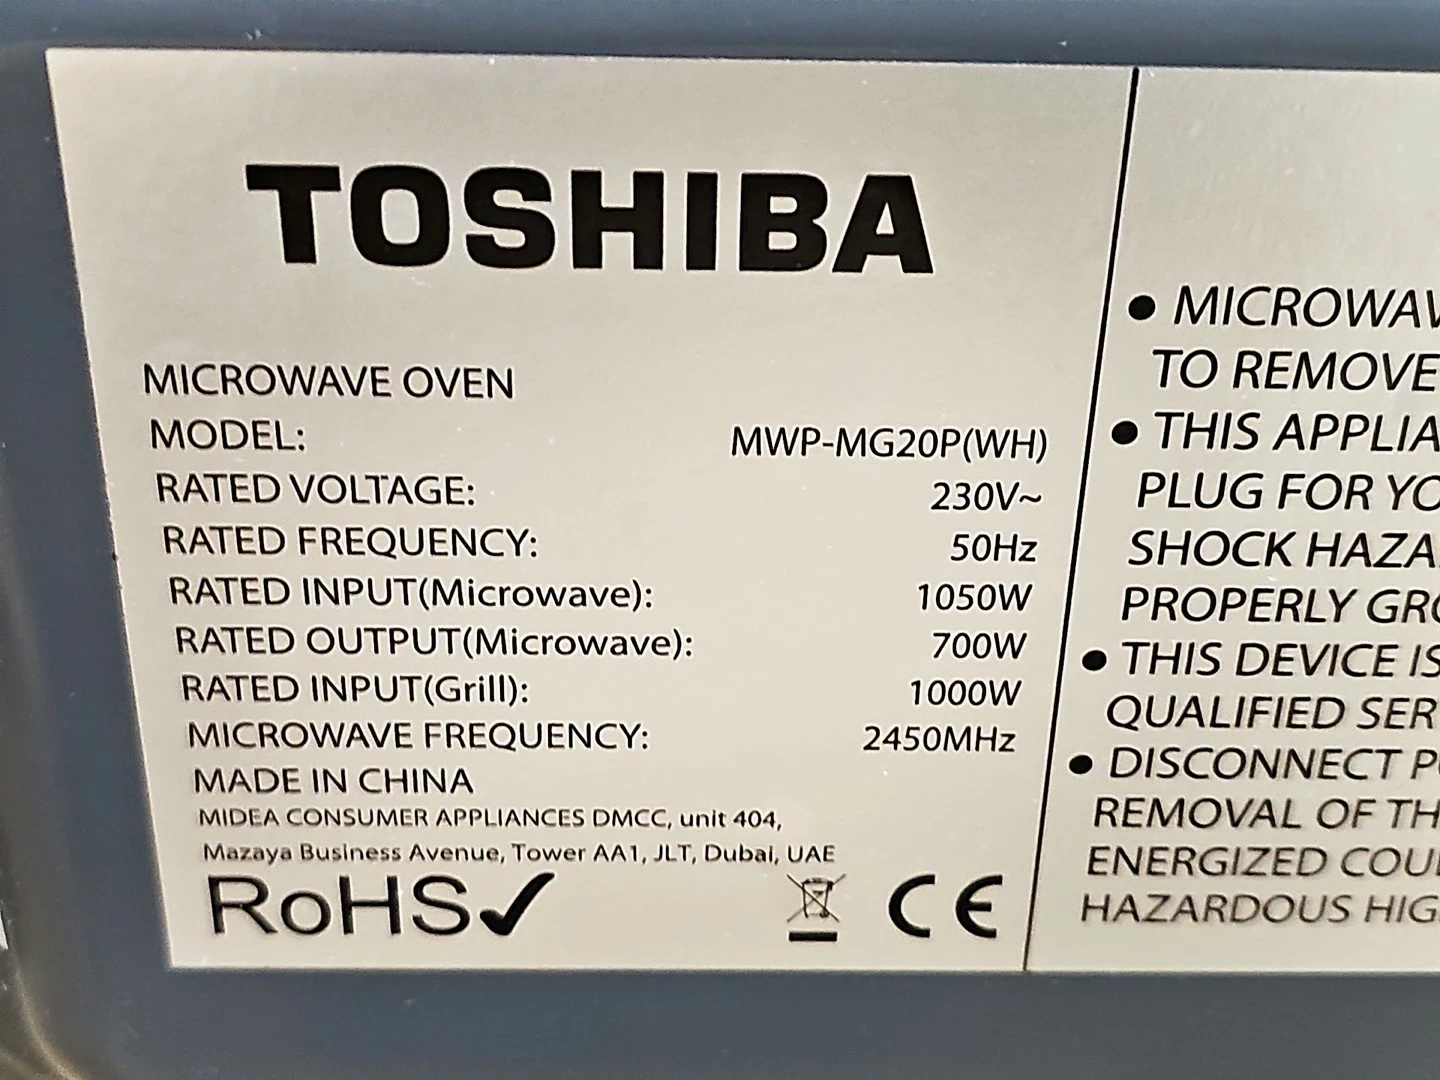 TOSHIBA
MICROWAVE OVEN
MODEL: MWP-MG20P(WH)
RATED VOLTAGE: 230V~
RATED FREQUENCY: 50Hz
RATED INPUT(Microwave): 1050W
RATED OUTPUT(Microwave): 700W
RATED INPUT(Grill): 1000W
MICROWAVE FREQUENCY: 2450MHz
MADE IN CHINA
MIDEA CONSUMER APPLIANCES DMCC, unit 404,
Mazaya Business Avenue, Tower AA1, JLT, Dubai, UAE
RoHS✓ CE
● MICROWAV
TO REMOVE
● THIS APPLIA
PLUG FOR YO
SHOCK HAZA
PROPERLY GRO
● THIS DEVICE IS
QUALIFIED SER
● DISCONNECT P
REMOVAL OF TH
ENERGIZED COU
HAZARDOUS HIG